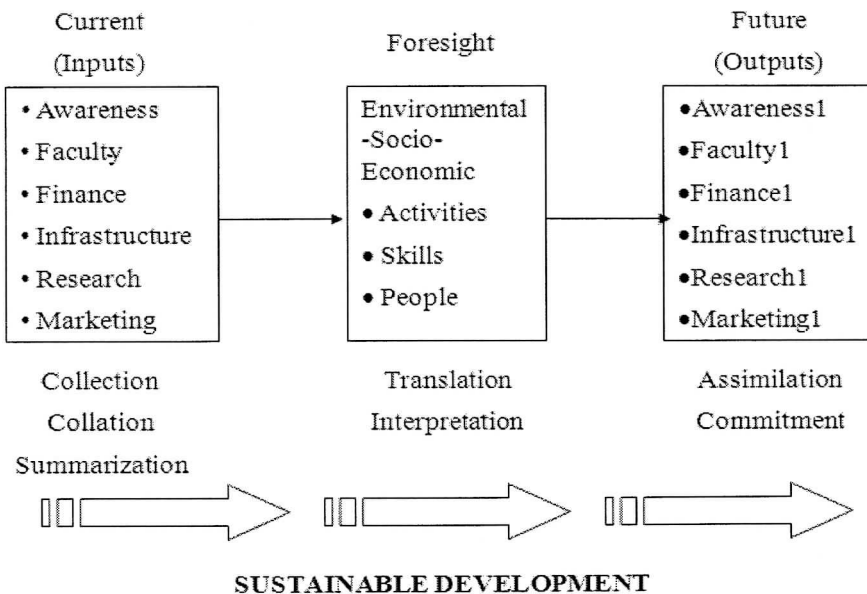 Current
(Inputs)
• Awareness
• Faculty
• Finance
• Infrastructure
• Research
• Marketing
Collection
Collation
Summarization
Foresight
Environmental
-Socio-
Economic
• Activities
• Skills
• People
Translation
Interpretation
Future
(Outputs)
•Awareness1
•Faculty1
•Finance1
•Infrastructure1
•Research1
•Marketing1
Assimilation
Commitment
SUSTAINABLE DEVELOPMENT